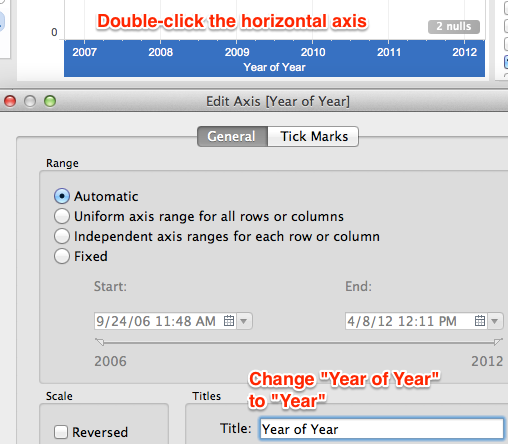 Double-click the horizontal axis
0
2 nulls
2007 2008 2009 2010 2011 2012
Year of Year
Edit Axis [Year of Year]
General Tick Marks
Range
Automatic
Uniform axis range for all rows or columns
Independent axis ranges for each row or column
Fixed
Start: End:
9/24/06 11:48 AM 4/8/12 12:11 PM
2006 2012
Change "Year of Year"
to "Year"
Scale Titles
Reversed Title: Year of Year